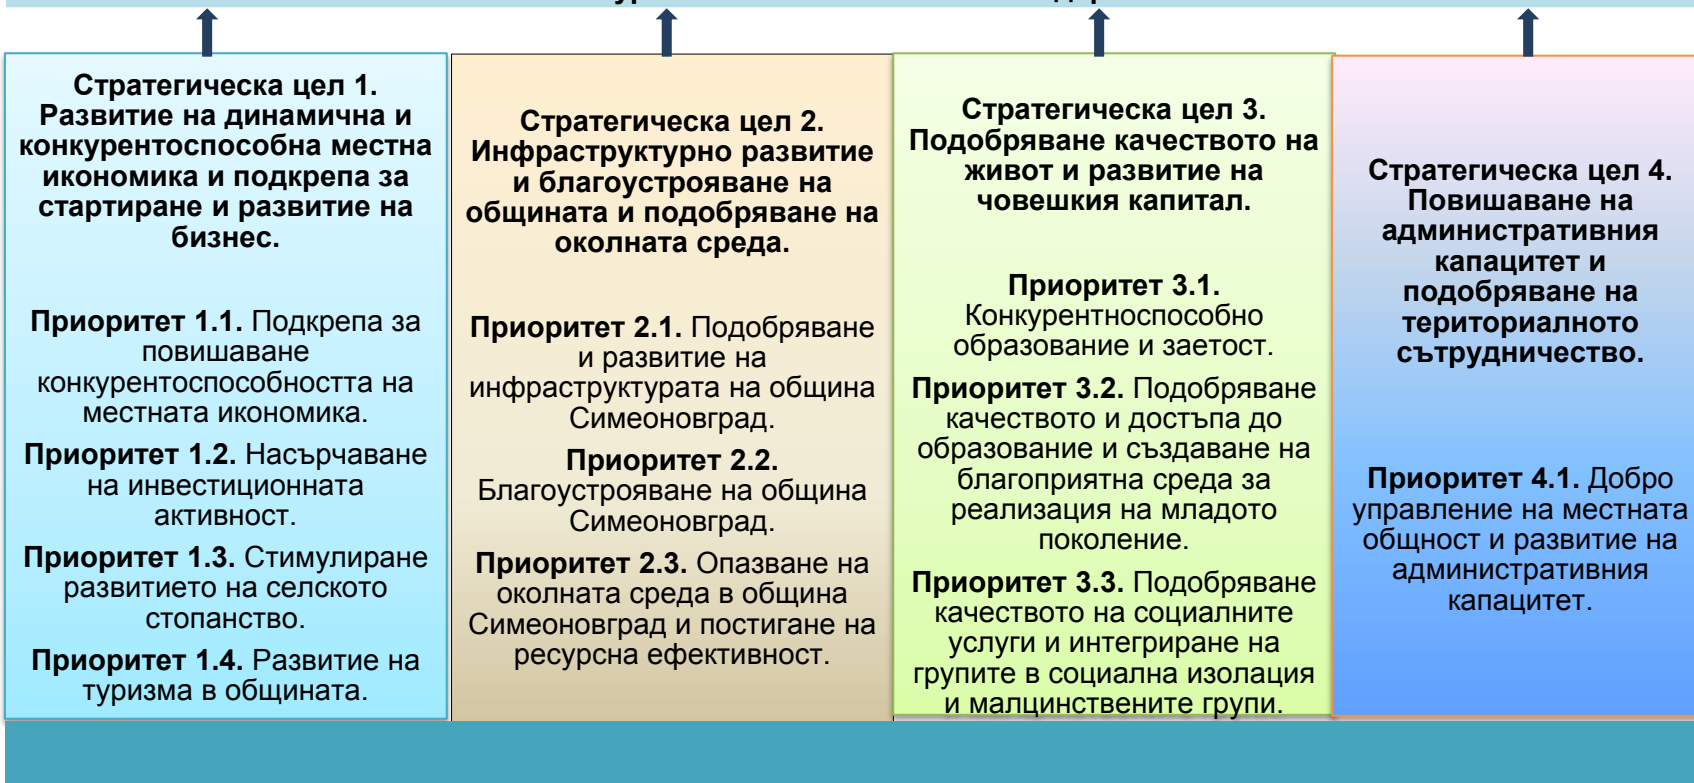 Стратегическа цел 1.
Развитие на динамична и
конкурентоспособна местна
икономика и подкрепа за
стартиране и развитие на
бизнес.
Приоритет 1.1. Подкрепа за
повишаване
конкурентоспособността на
местната икономика.
Приоритет 1.2. Насърчаване
на инвестиционната
активност.
Приоритет 1.3. Стимулиране
развитието на селското
стопанство.
Приоритет 1.4. Развитие на
туризма в общината.
Стратегическа цел 2.
Инфраструктурно развитие
и благоустрояване на
общината и подобряване на
околната среда.
Приоритет 2.1. Подобряване
и развитие на
инфраструктурата на община
Симеоновград.
Приоритет 2.2.
Благоустрояване на община
Симеоновград.
Приоритет 2.3. Опазване на
околната среда в община
Симеоновград и постигане на
ресурсна ефективност.
Стратегическа цел 3.
Подобряване качеството на
живот и развитие на
човешкия капитал.
Приоритет 3.1.
Конкурентноспособно
образование и заетост.
Приоритет 3.2. Подобряване
качеството и достъпа до
образование и създаване на
благоприятна среда за
реализация на младото
поколение.
Приоритет 3.3. Подобряване
качеството на социалните
услуги и интегриране на
групите в социална изолация
и малцинствените групи.
Стратегическа цел 4.
Повишаване на
административния
капацитет и
подобряване на
териториалното
сътрудничество.
Приоритет 4.1. Добро
управление на местната
общност и развитие на
административния
капацитет.